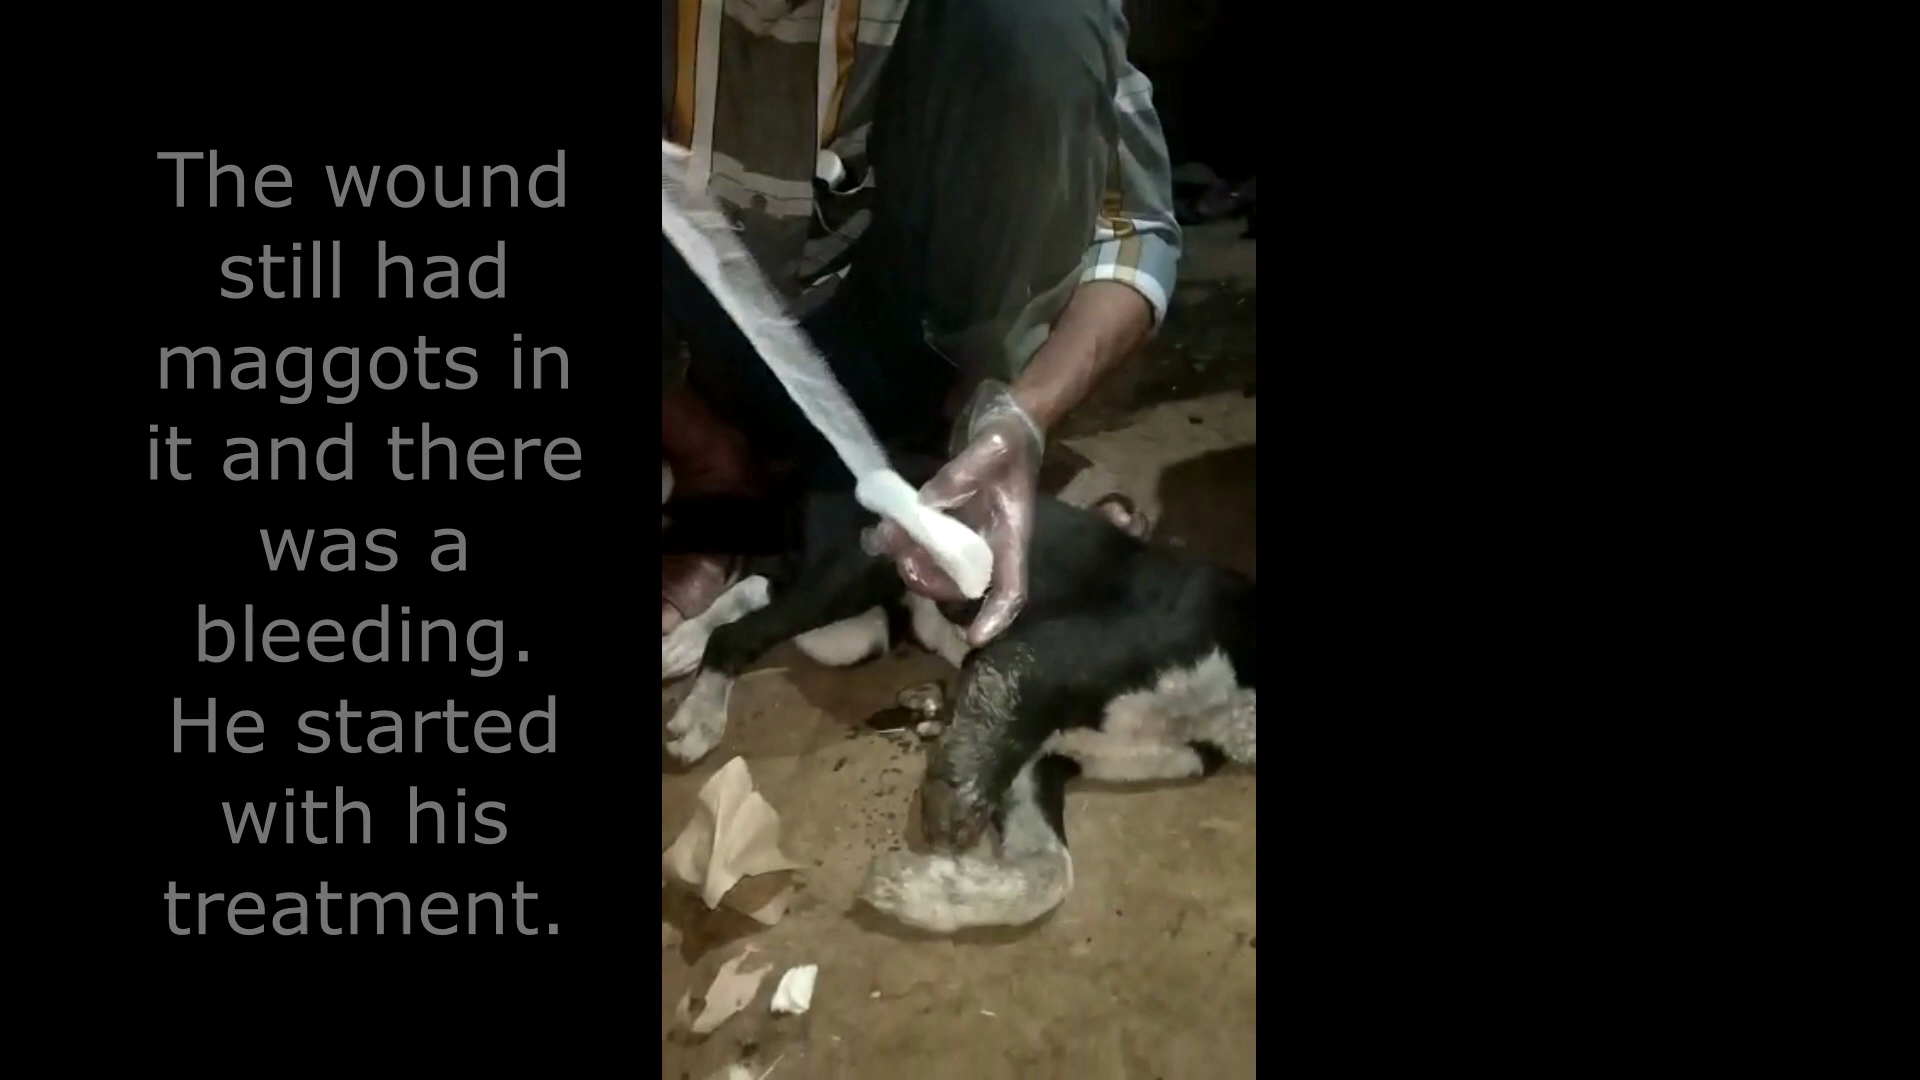 The wound
still had
maggots in
it and there
was a
bleeding.
He started
with his
treatment.